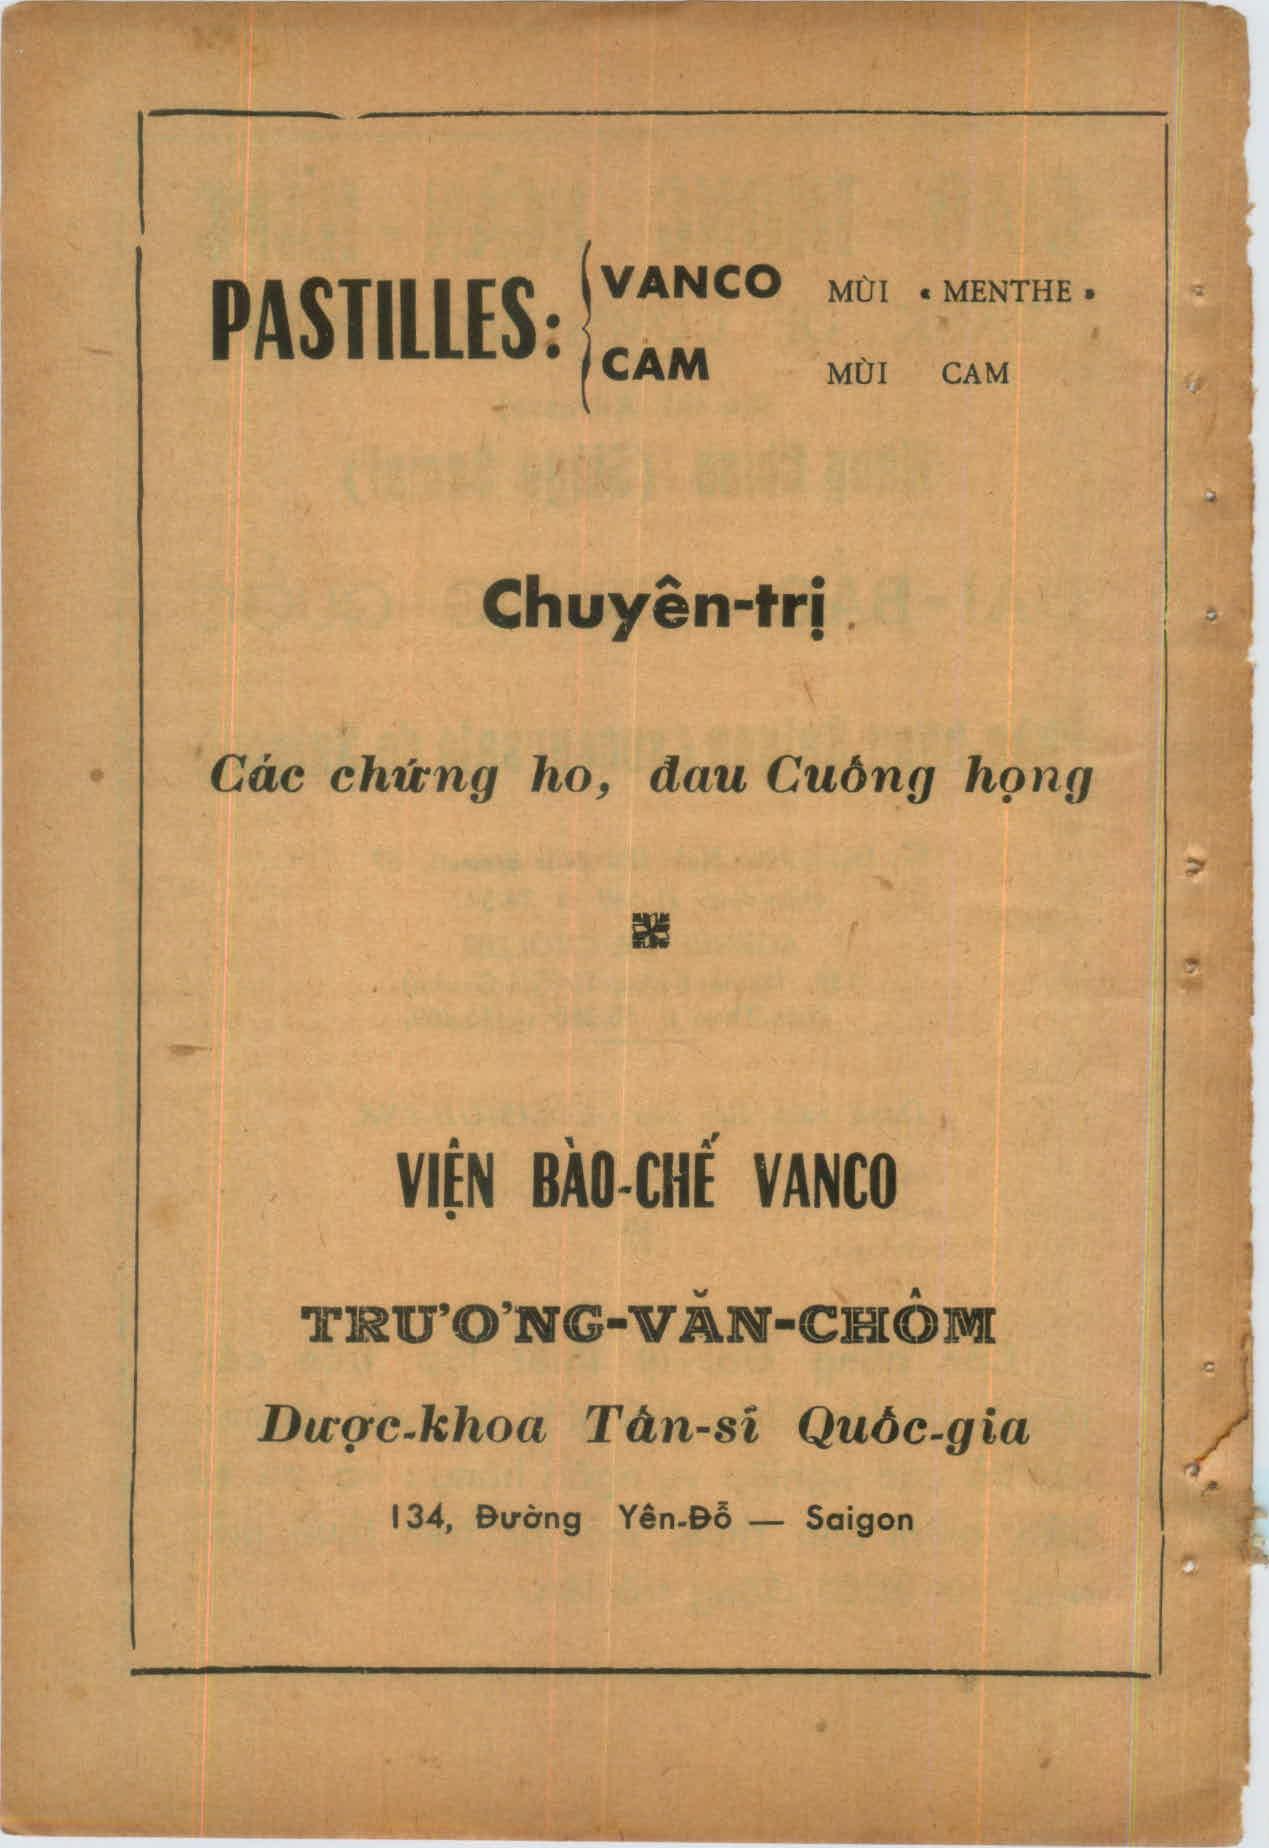 PASTILLES: VANCO MÙI « MENTHE »
CAM MÙI CAM
Chuyên-trị
Các chứng ho, đau Cuống họng
VIỆN BÀO-CHẾ VANCO
TRƯƠNG-VĂN-CHÔM
Dược-khoa Tấn-sĩ Quốc-gia
134, Đường Yên-Đỗ — Saigon